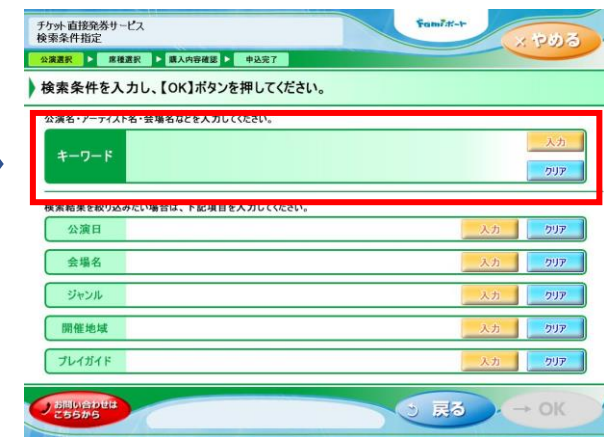 チケット直接発券サービス
検索条件指定
Famiポート
×やめる
公演選択 ▶ 席種選択 ▶ 購入内容確認 ▶ 申込完了
検索条件を入力し、【OK】ボタンを押してください。
公演名・アーティスト名・会場名などを入力してください。
キーワード
入力
クリア
検索結果を絞り込みたい場合は、下記項目を入力してください。
公演日 入力 クリア
会場名 入力 クリア
ジャンル 入力 クリア
開催地域 入力 クリア
プレイガイド 入力 クリア
お問い合わせは
こちらから
戻る
→ OK